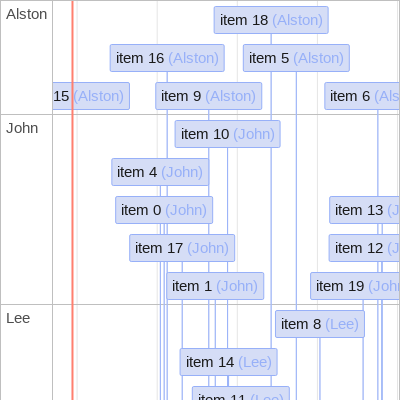 Alston
item 18 (Alston)
item 16 (Alston)
item 5 (Alston)
15 (Alston)
item 9 (Alston)
item 6 (Als
John
item 10 (John)
item 4 (John)
item 0 (John)
item 13 (J
item 17 (John)
item 12 (J
item 1 (John)
item 19 (John
Lee
item 8 (Lee)
item 14 (Lee)
item 11 (Lee)